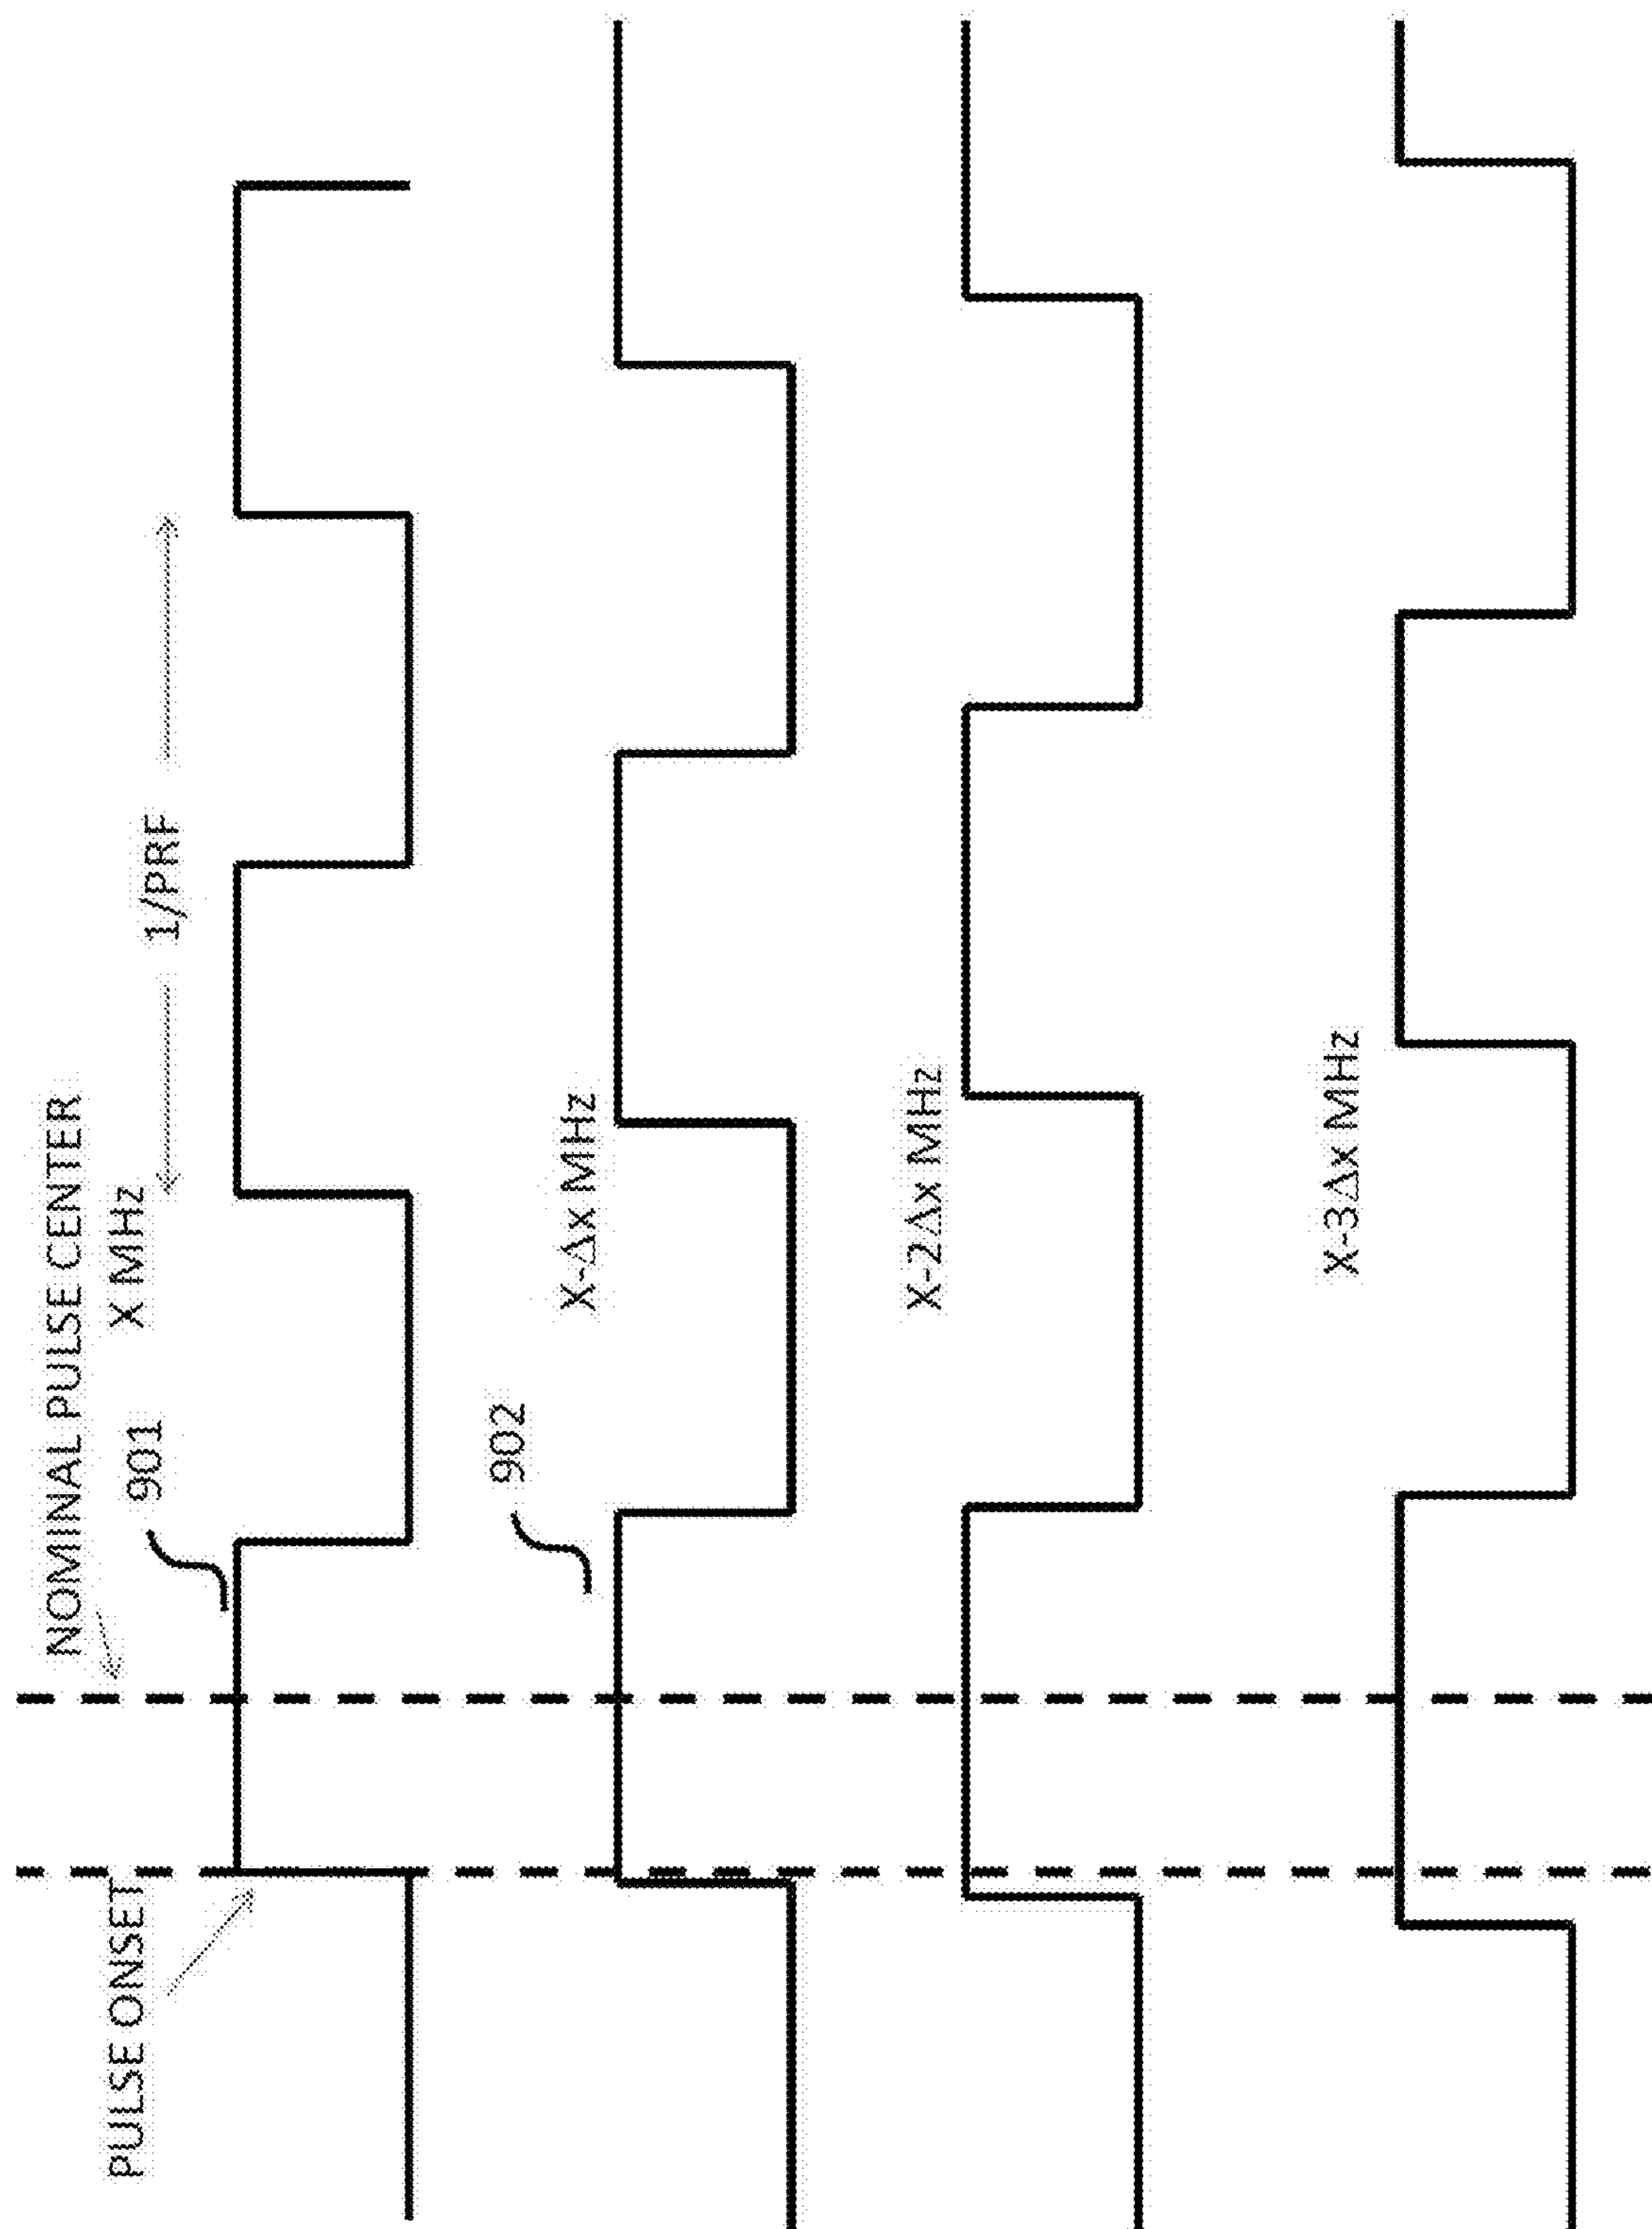 NOMINAL PULSE CENTER
PULSE ONSET
X MHz
901
1/PRF
902
X-Δx MHz
X-2Δx MHz
X-3Δx MHz